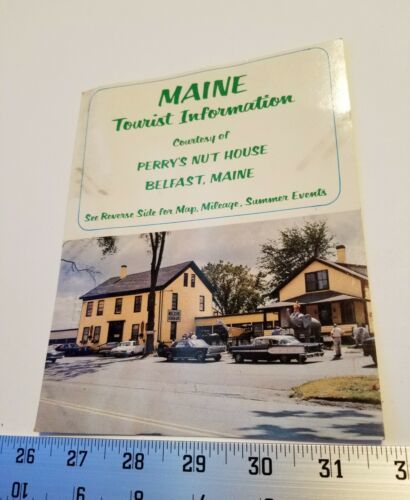 MAINE
Tourist Information
Courtesy of
PERRY'S NUT HOUSE
BELFAST, MAINE
See Reverse Side for Map, Mileage, Summer Events
26 27 28 29 30 31 32